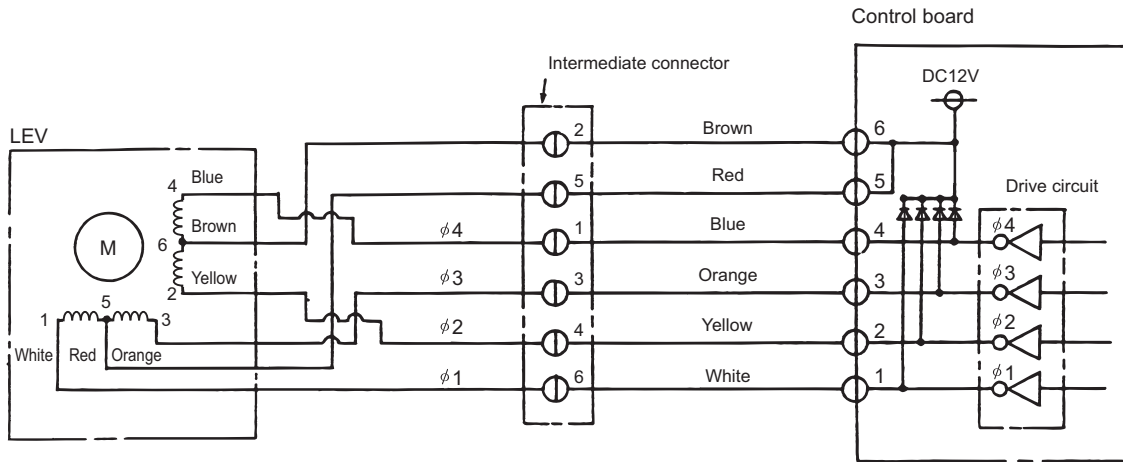 Control board
Intermediate connector
DC12V
LEV
2 Brown 6
4 Blue
5 Red 5
Drive circuit
Brown
6
M
ϕ4 1 Blue 4 ϕ4
Yellow
2
ϕ3 3 Orange 3 ϕ3
1 5 3
ϕ2 4 Yellow 2 ϕ2
White Red Orange
ϕ1 6 White 1 ϕ1